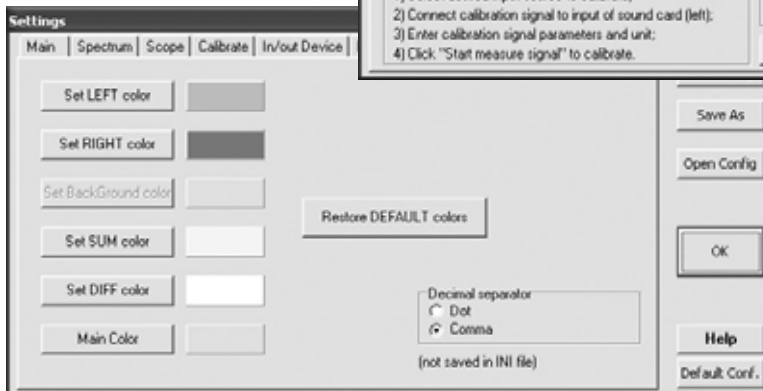 2) Connect calibration signal to input of sound card (left);
3) Enter calibration signal parameters and unit;
4) Click "Start measure signal" to calibrate.
Settings
Main Spectrum Scope Calibrate In/out Device
Set LEFT color
Save As
Set RIGHT color
Open Config
Set BackGround color
Restore DEFAULT colors
Set SUM color
OK
Set DIFF color
Decimal separator
Dot
Comma
Main Color
Help
(not saved in INI file)
Default Conf.